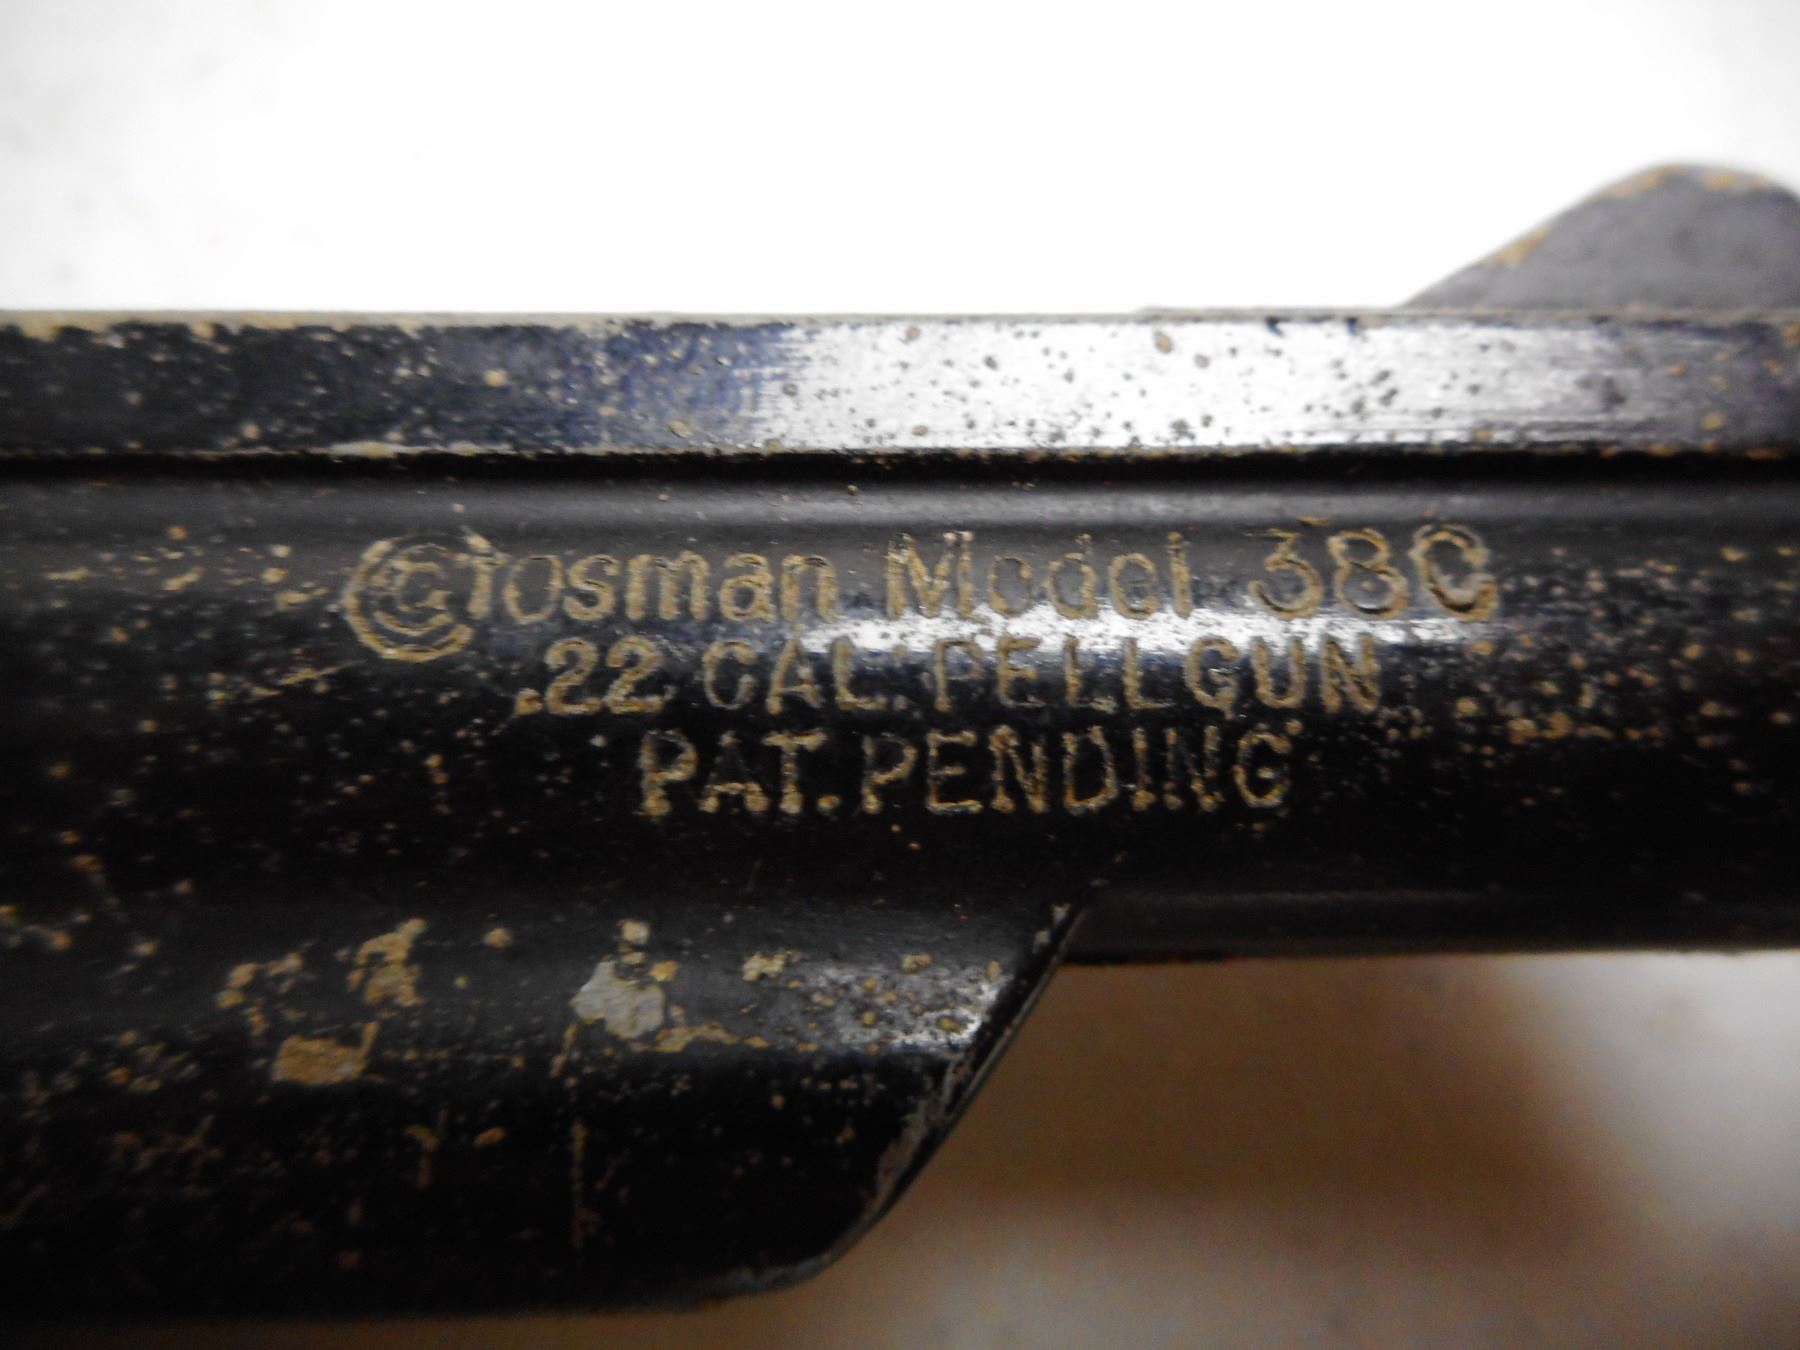 Crosman Model 38C
.22 CAL. PELLGUN
PAT. PENDING